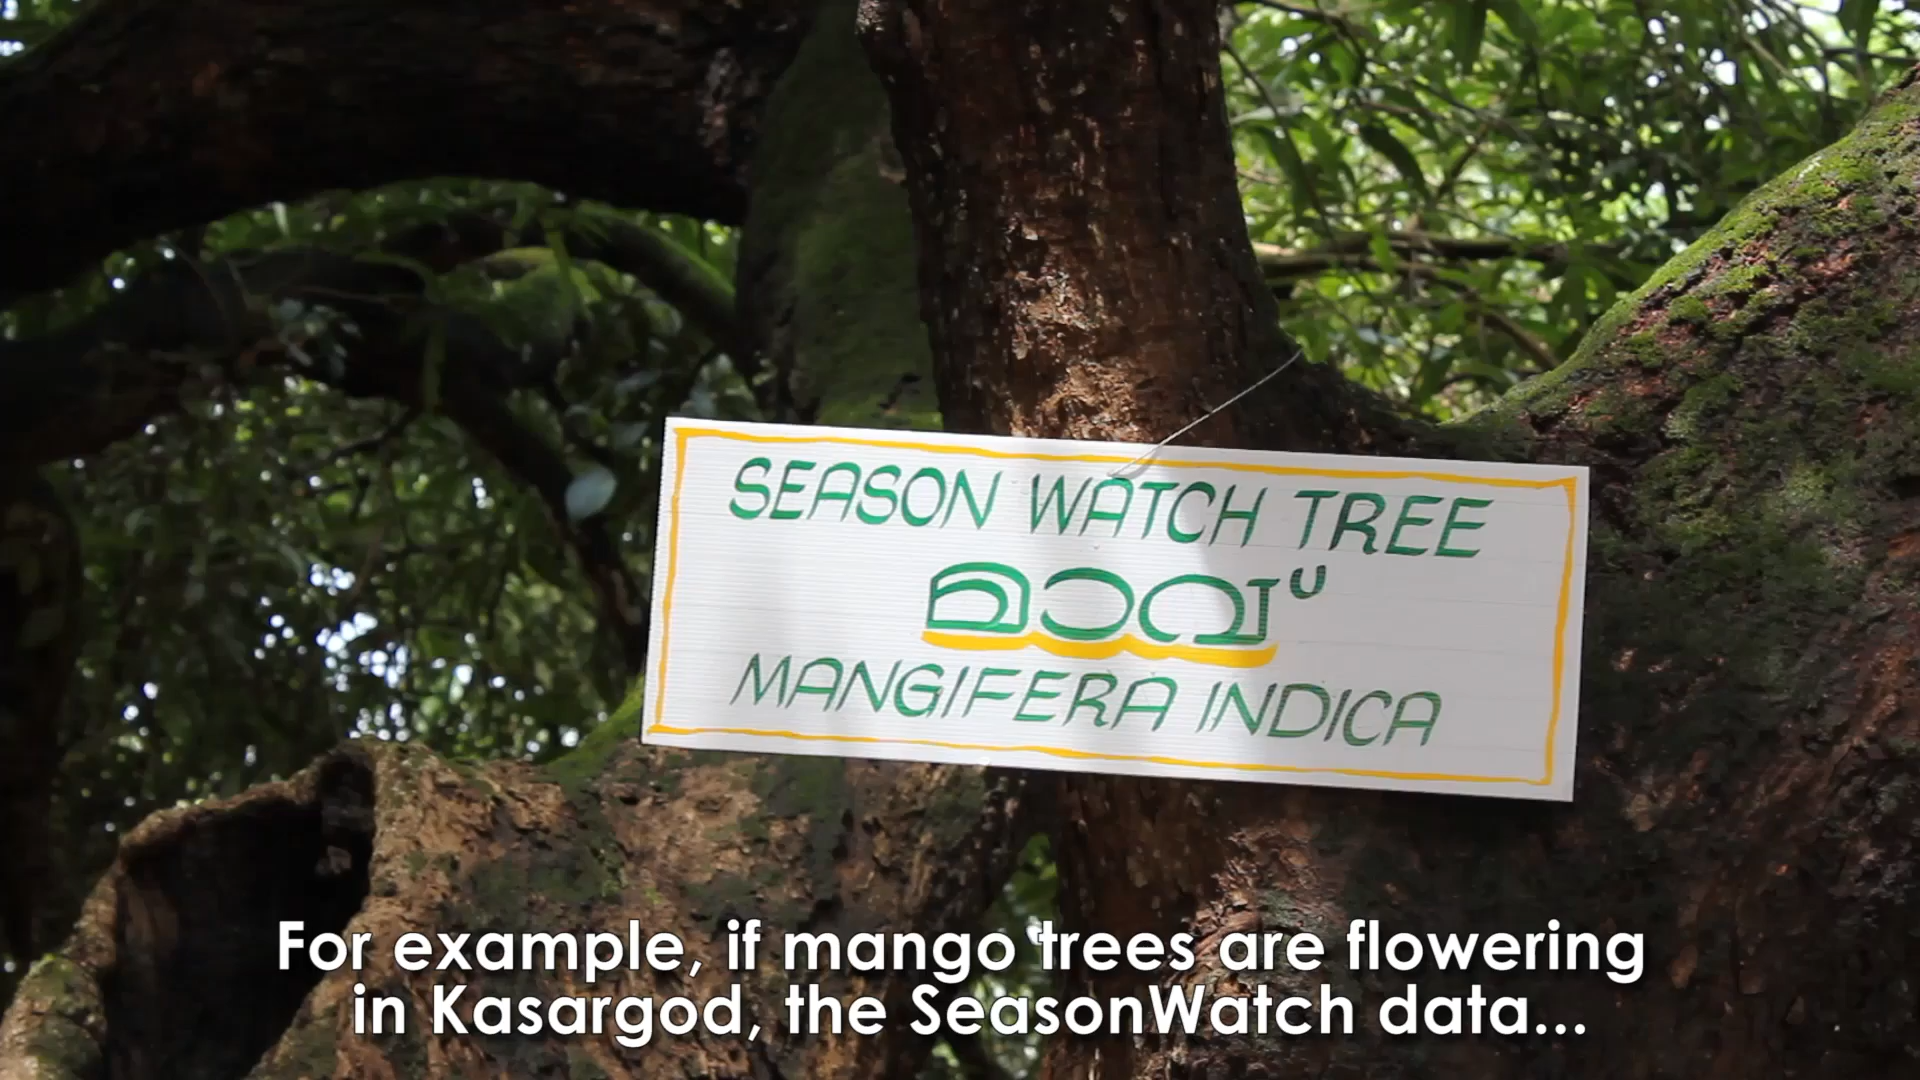 SEASON WATCH TREE
മാവ്
MANGIFERA INDICA
For example, if mango trees are flowering
in Kasargod, the SeasonWatch data...